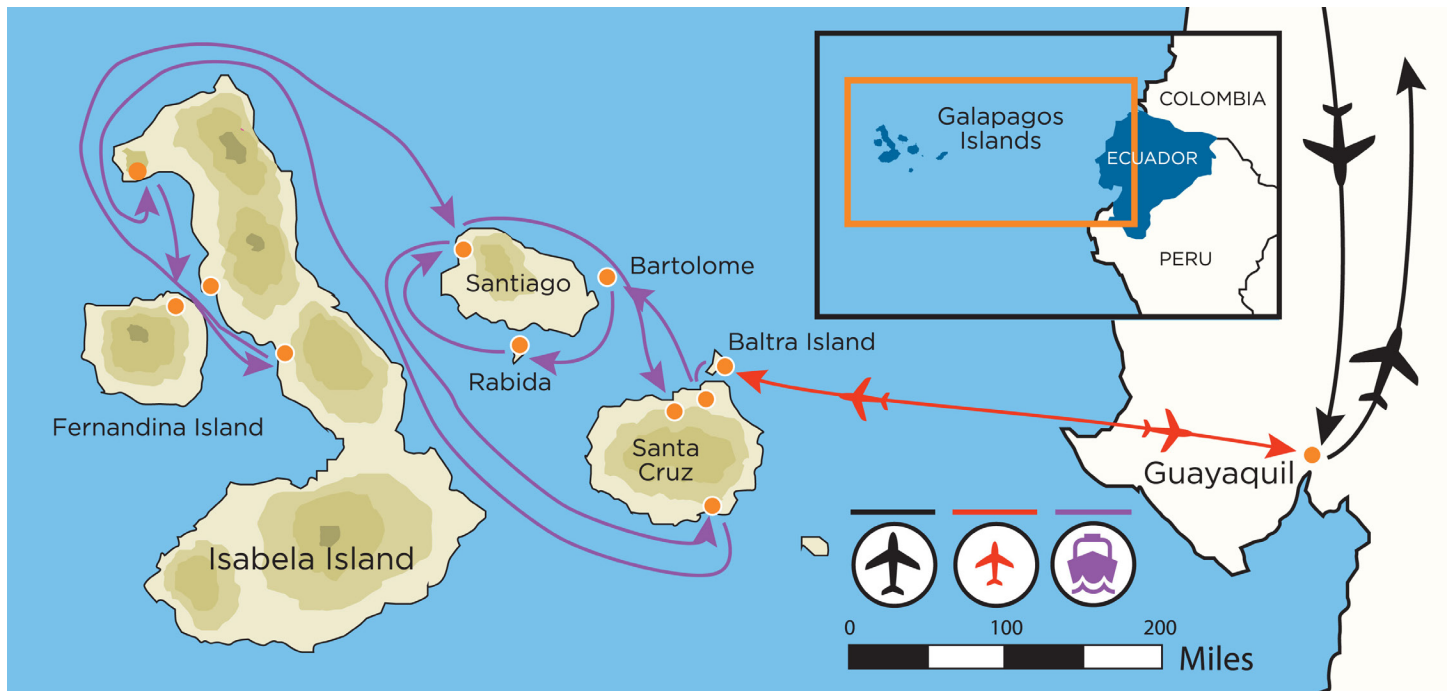 COLOMBIA
Galapagos
Islands
ECUADOR
PERU
Santiago
Bartolome
Rabida
Baltra Island
Fernandina Island
Santa
Cruz
Guayaquil
Isabela Island
0
100
200
Miles